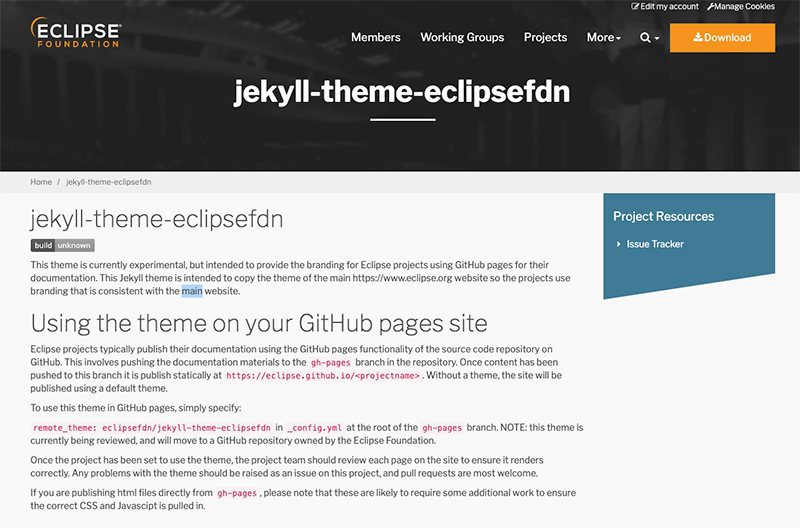 Edit my account Manage Cookies
ECLIPSE®
FOUNDATION
Members Working Groups Projects More Download
jekyll-theme-eclipsefdn
Home / jekyll-theme-eclipsefdn
jekyll-theme-eclipsefdn
build unknown
This theme is currently experimental, but intended to provide the branding for Eclipse projects using GitHub pages for their
documentation. This Jekyll theme is intended to copy the theme of the main https://www.eclipse.org website so the projects use
branding that is consistent with the main website.
Using the theme on your GitHub pages site
Eclipse projects typically publish their documentation using the GitHub pages functionality of the source code repository on
GitHub. This involves pushing the documentation materials to the gh-pages branch in the repository. Once content has been
pushed to this branch it is publish statically at https://eclipse.github.io/<projectname>. Without a theme, the site will be
published using a default theme.
To use this theme in GitHub pages, simply specify:
remote_theme: eclipsefdn/jekyll-theme-eclipsefdn in _config.yml at the root of the gh-pages branch. NOTE: this theme is
currently being reviewed, and will move to a GitHub repository owned by the Eclipse Foundation.
Once the project has been set to use the theme, the project team should review each page on the site to ensure it renders
correctly. Any problems with the theme should be raised as an issue on this project, and pull requests are most welcome.
If you are publishing html files directly from gh-pages, please note that these are likely to require some additional work to ensure
the correct CSS and Javascipt is pulled in.
Project Resources
Issue Tracker